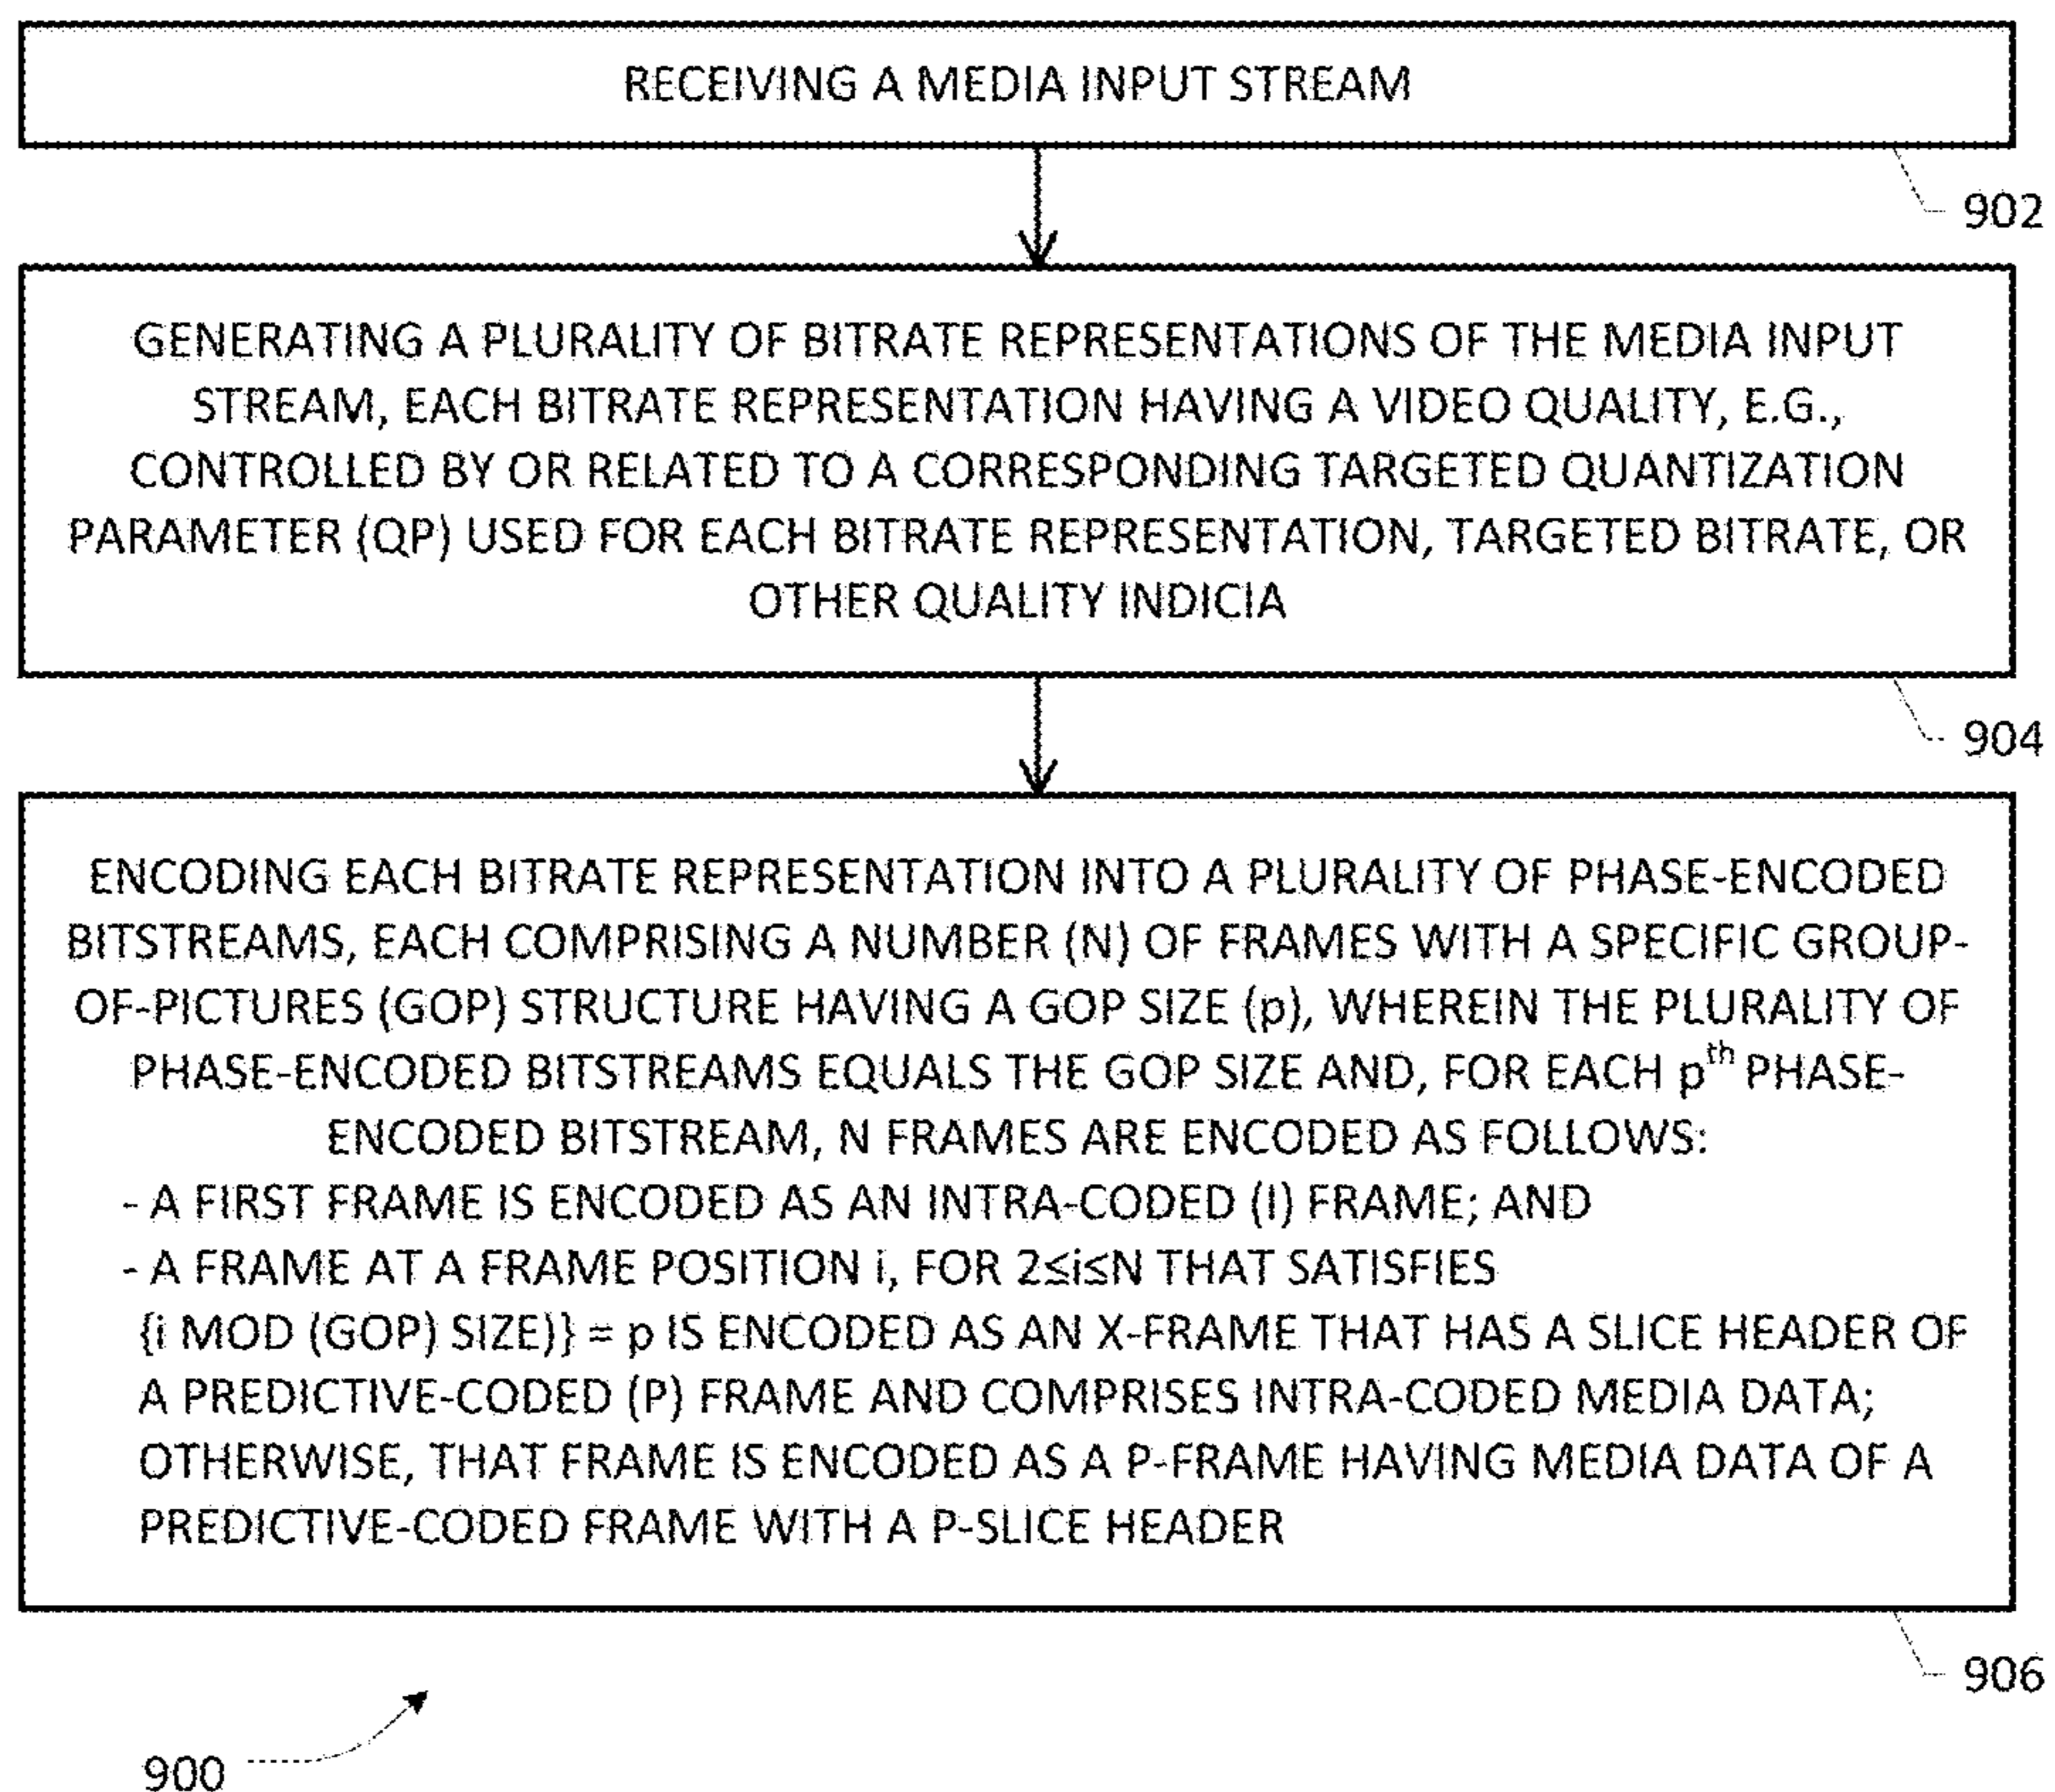 RECEIVING A MEDIA INPUT STREAM
902
GENERATING A PLURALITY OF BITRATE REPRESENTATIONS OF THE MEDIA INPUT
STREAM, EACH BITRATE REPRESENTATION HAVING A VIDEO QUALITY, E.G.,
CONTROLLED BY OR RELATED TO A CORRESPONDING TARGETED QUANTIZATION
PARAMETER (QP) USED FOR EACH BITRATE REPRESENTATION, TARGETED BITRATE, OR
OTHER QUALITY INDICIA
904
ENCODING EACH BITRATE REPRESENTATION INTO A PLURALITY OF PHASE-ENCODED
BITSTREAMS, EACH COMPRISING A NUMBER (N) OF FRAMES WITH A SPECIFIC GROUP-
OF-PICTURES (GOP) STRUCTURE HAVING A GOP SIZE (p), WHEREIN THE PLURALITY OF
PHASE-ENCODED BITSTREAMS EQUALS THE GOP SIZE AND, FOR EACH pth PHASE-
ENCODED BITSTREAM, N FRAMES ARE ENCODED AS FOLLOWS:
- A FIRST FRAME IS ENCODED AS AN INTRA-CODED (I) FRAME; AND
- A FRAME AT A FRAME POSITION i, FOR 2≤i≤N THAT SATISFIES
{i MOD (GOP) SIZE)} = p IS ENCODED AS AN X-FRAME THAT HAS A SLICE HEADER OF
A PREDICTIVE-CODED (P) FRAME AND COMPRISES INTRA-CODED MEDIA DATA;
OTHERWISE, THAT FRAME IS ENCODED AS A P-FRAME HAVING MEDIA DATA OF A
PREDICTIVE-CODED FRAME WITH A P-SLICE HEADER
906
900